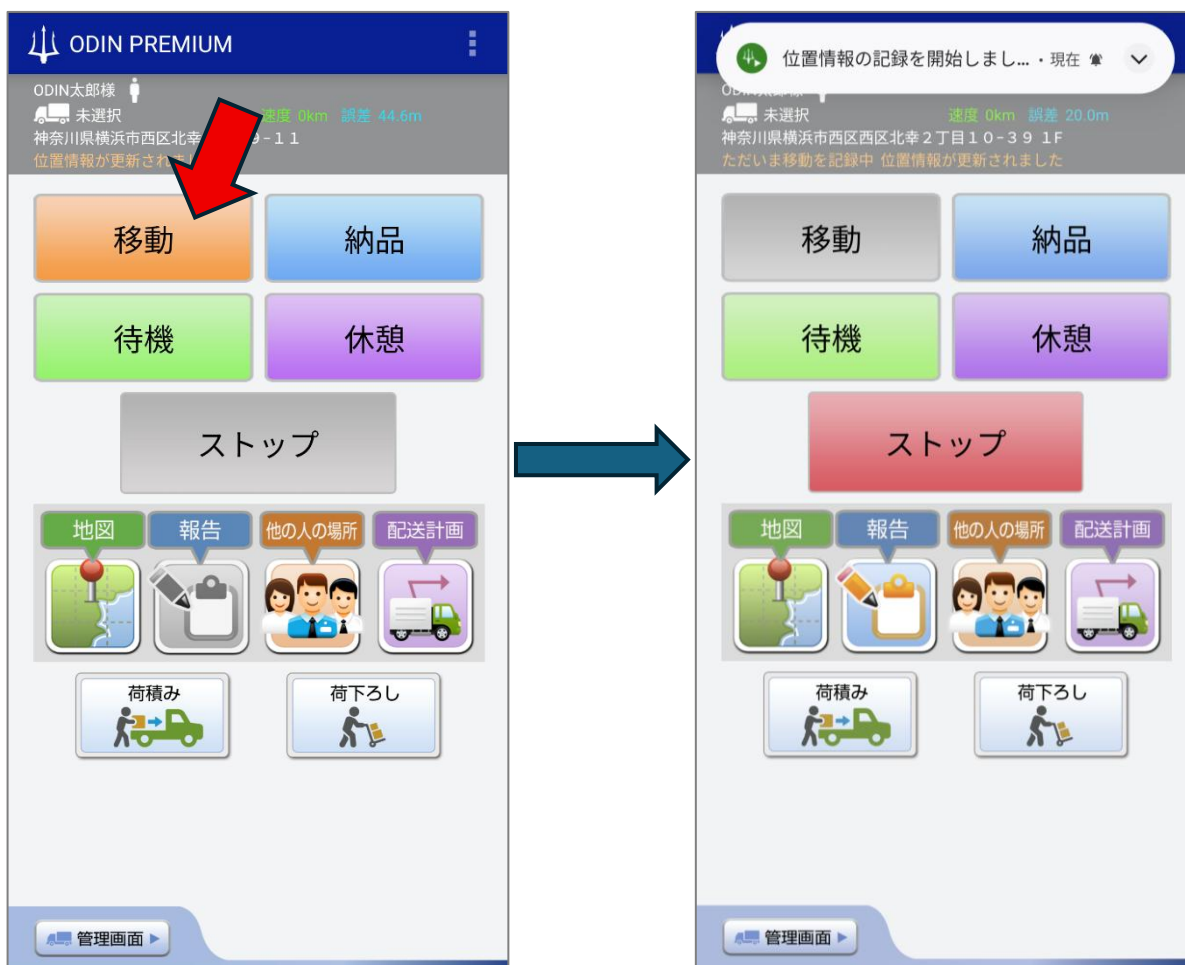 ODIN PREMIUM
ODIN太郎様
未選択
速度 0km 誤差 44.6m
神奈川県横浜市西区北幸
9-11
位置情報が更新され
移動
納品
待機
休憩
ストップ
地図
報告
他の人の場所
配送計画
荷積み
荷下ろし
管理画面
位置情報の記録を開始しまし... ・現在
未選択
速度 0km 誤差 20.0m
神奈川県横浜市西区西区北幸2丁目10-39 1F
ただいま移動を記録中 位置情報が更新されました
移動
納品
待機
休憩
ストップ
地図
報告
他の人の場所
配送計画
荷積み
荷下ろし
管理画面